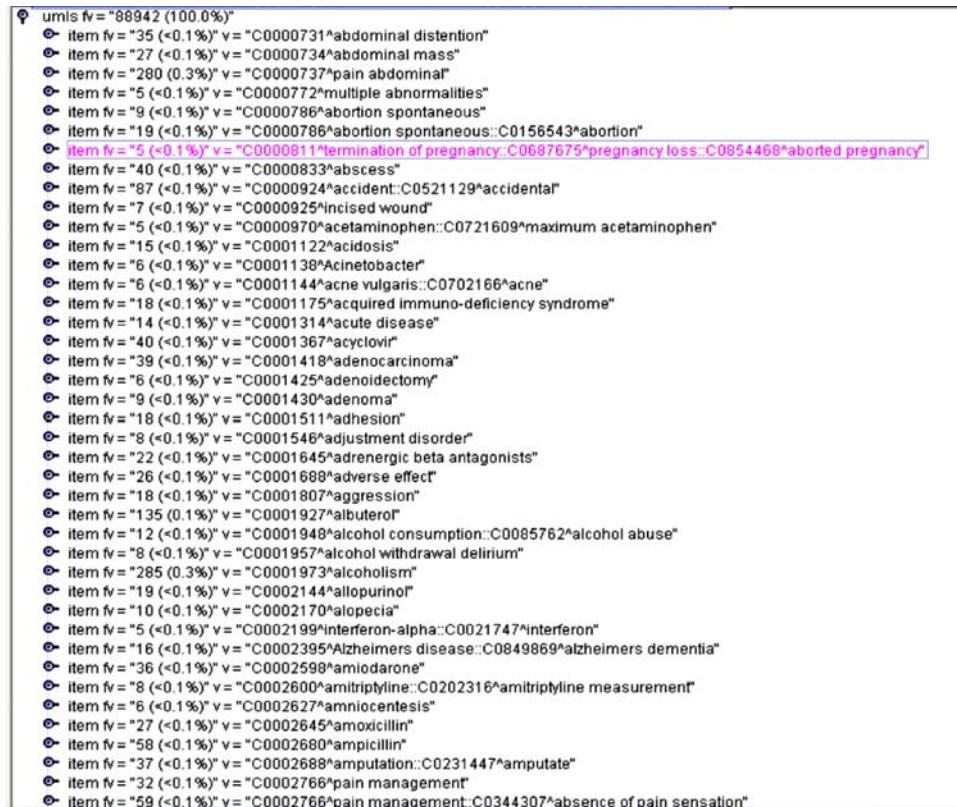 umls fv = "88942 (100.0%)"
item fv = "35 (<0.1%)" v = "C0000731^abdominal distention"
item fv = "27 (<0.1%)" v = "C0000734^abdominal mass"
item fv = "280 (0.3%)" v = "C0000737^pain abdominal"
item fv = "5 (<0.1%)" v = "C0000772^multiple abnormalities"
item fv = "9 (<0.1%)" v = "C0000786^abortion spontaneous"
item fv = "19 (<0.1%)" v = "C0000786^abortion spontaneous::C0156543^abortion"
item fv = "5 (<0.1%)" v = "C0000811^termination of pregnancy::C0687675^pregnancy loss::C0854468^aborted pregnancy"
item fv = "40 (<0.1%)" v = "C0000833^abscess"
item fv = "87 (<0.1%)" v = "C0000924^accident::C0521129^accidental"
item fv = "7 (<0.1%)" v = "C0000925^incised wound"
item fv = "5 (<0.1%)" v = "C0000970^acetaminophen::C0721609^maximum acetaminophen"
item fv = "15 (<0.1%)" v = "C0001122^acidosis"
item fv = "6 (<0.1%)" v = "C0001138^Acinetobacter"
item fv = "6 (<0.1%)" v = "C0001144^acne vulgaris::C0702166^acne"
item fv = "18 (<0.1%)" v = "C0001175^acquired immuno-deficiency syndrome"
item fv = "14 (<0.1%)" v = "C0001314^acute disease"
item fv = "40 (<0.1%)" v = "C0001367^acyclovir"
item fv = "39 (<0.1%)" v = "C0001418^adenocarcinoma"
item fv = "6 (<0.1%)" v = "C0001425^adenoidectomy"
item fv = "9 (<0.1%)" v = "C0001430^adenoma"
item fv = "18 (<0.1%)" v = "C0001511^adhesion"
item fv = "8 (<0.1%)" v = "C0001546^adjustment disorder"
item fv = "22 (<0.1%)" v = "C0001645^adrenergic beta antagonists"
item fv = "26 (<0.1%)" v = "C0001688^adverse effect"
item fv = "18 (<0.1%)" v = "C0001807^aggression"
item fv = "135 (0.1%)" v = "C0001927^albuterol"
item fv = "12 (<0.1%)" v = "C0001948^alcohol consumption::C0085762^alcohol abuse"
item fv = "8 (<0.1%)" v = "C0001957^alcohol withdrawal delirium"
item fv = "285 (0.3%)" v = "C0001973^alcoholism"
item fv = "19 (<0.1%)" v = "C0002144^allopurinol"
item fv = "10 (<0.1%)" v = "C0002170^alopecia"
item fv = "5 (<0.1%)" v = "C0002199^interferon-alpha::C0021747^interferon"
item fv = "16 (<0.1%)" v = "C0002395^Alzheimers disease::C0849869^alzheimers dementia"
item fv = "36 (<0.1%)" v = "C0002598^amiodarone"
item fv = "8 (<0.1%)" v = "C0002600^amitriptyline::C0202316^amitriptyline measurement"
item fv = "6 (<0.1%)" v = "C0002627^amniocentesis"
item fv = "27 (<0.1%)" v = "C0002645^amoxicillin"
item fv = "58 (<0.1%)" v = "C0002680^ampicillin"
item fv = "37 (<0.1%)" v = "C0002688^amputation::C0231447^amputate"
item fv = "32 (<0.1%)" v = "C0002766^pain management"
item fv = "59 (<0.1%)" v = "C0002766^pain management::C0344307^absence of pain sensation"